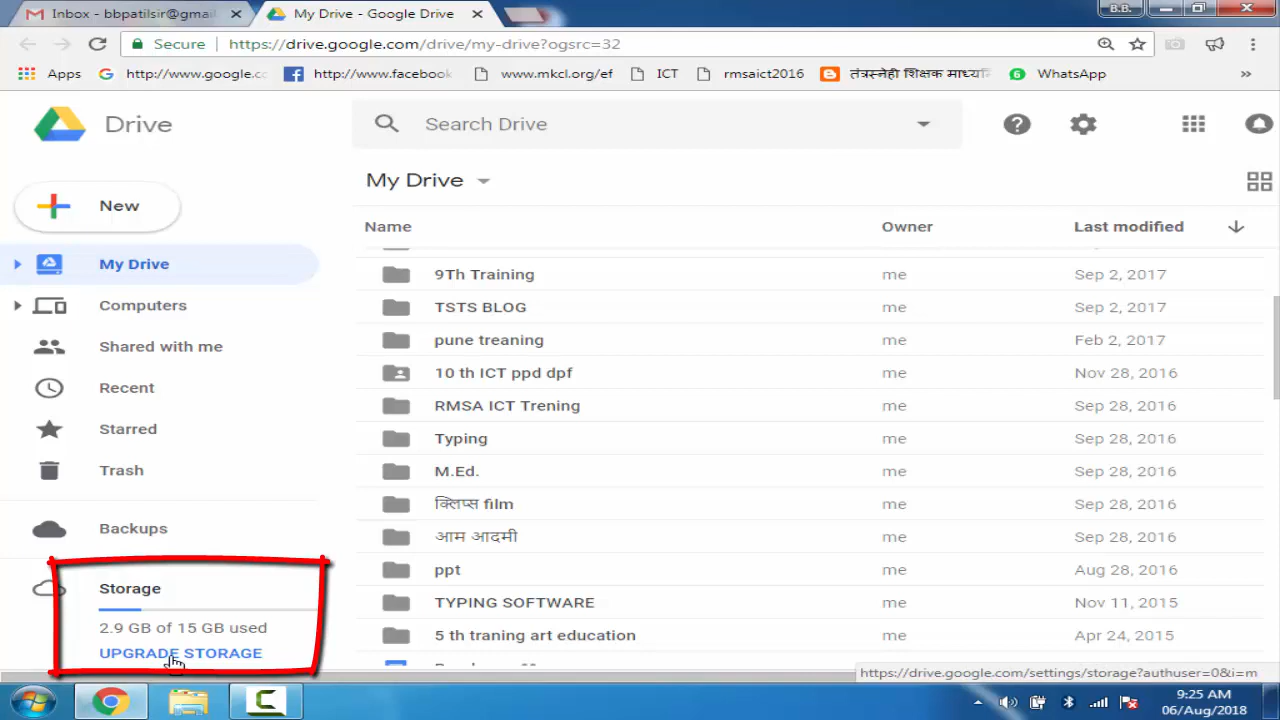 Inbox - bbpatilsir@gmail
My Drive - Google Drive
B.B.
Secure https://drive.google.com/drive/my-drive?ogsrc=32
Apps http://www.google.cc http://www.facebook www.mkcl.org/ef ICT rmsaict2016 तंत्रस्नेही शिक्षक WhatsApp »
Drive Search Drive
My Drive
New
Name Owner Last modified
My Drive
Computers
Shared with me
Recent
Starred
Trash
Backups
Storage
2.9 GB of 15 GB used
UPGRADE STORAGE
9Th Training me Sep 2, 2017
TSTS BLOG me Sep 2, 2017
pune treaning me Feb 2, 2017
10 th ICT ppd dpf me Nov 28, 2016
RMSA ICT Trening me Sep 28, 2016
Typing me Sep 28, 2016
M.Ed. me Sep 28, 2016
क्लिप्स film me Sep 28, 2016
आम आदमी me Sep 28, 2016
ppt me Aug 28, 2016
TYPING SOFTWARE me Nov 11, 2015
5 th traning art education me Apr 24, 2015
https://drive.google.com/settings/storage?authuser=0&i=m
9:25 AM
06/Aug/2018